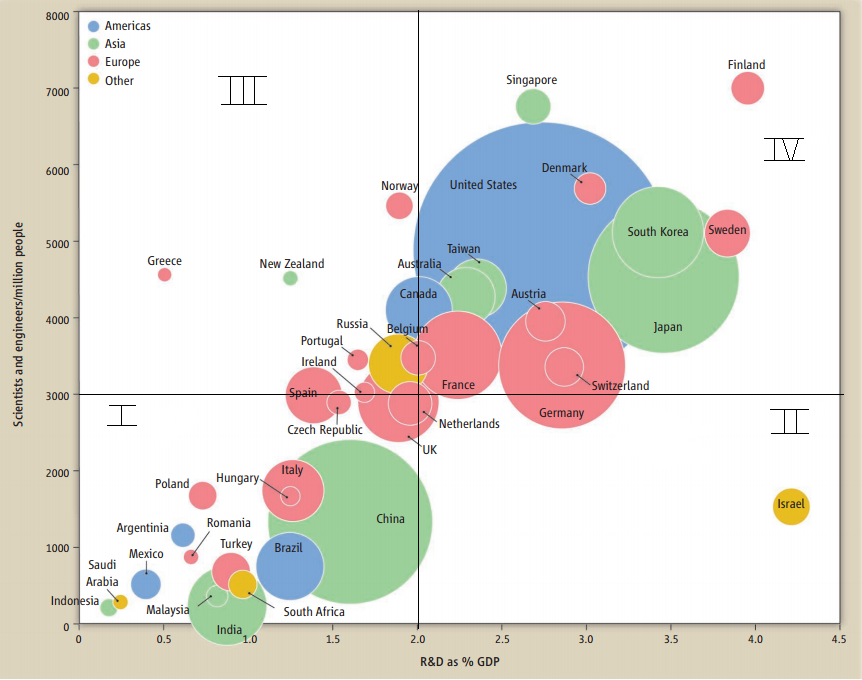 8000
Americas
Asia
Europe
Other
7000
6000
5000
4000
3000
2000
1000
0
Scientists and engineers/million people
III
IV
I
II
Finland
Singapore
Denmark
United States
Norway
South Korea
Sweden
Taiwan
Greece
New Zealand
Australia
Canada
Austria
Russia
Belgium
Japan
Portugal
Ireland
France
Switzerland
Spain
Germany
Netherlands
Czech Republic
UK
Italy
Hungary
Poland
Israel
China
Romania
Argentinia
Turkey
Brazil
Mexico
Saudi
Arabia
Indonesia
Malaysia
South Africa
India
0
0.5
1.0
1.5
2.0
2.5
3.0
3.5
4.0
4.5
R&D as % GDP